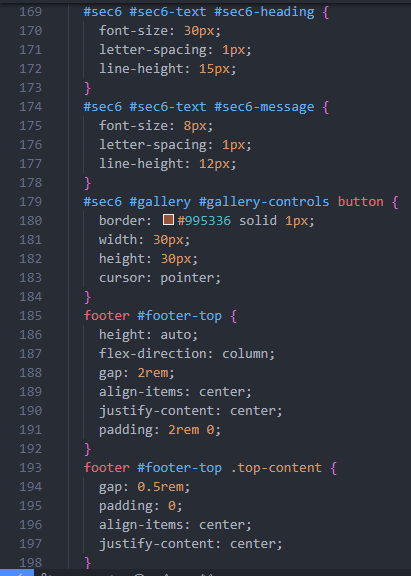 169 #sec6 #sec6-text #sec6-heading {
170 font-size: 30px;
171 letter-spacing: 1px;
172 line-height: 15px;
173 }
174 #sec6 #sec6-text #sec6-message {
175 font-size: 8px;
176 letter-spacing: 1px;
177 line-height: 12px;
178 }
179 #sec6 #gallery #gallery-controls button {
180 border: #995336 solid 1px;
181 width: 30px;
182 height: 30px;
183 cursor: pointer;
184 }
185 footer #footer-top {
186 height: auto;
187 flex-direction: column;
188 gap: 2rem;
189 align-items: center;
190 justify-content: center;
191 padding: 2rem 0;
192 }
193 footer #footer-top .top-content {
194 gap: 0.5rem;
195 padding: 0;
196 align-items: center;
197 justify-content: center;
198 }